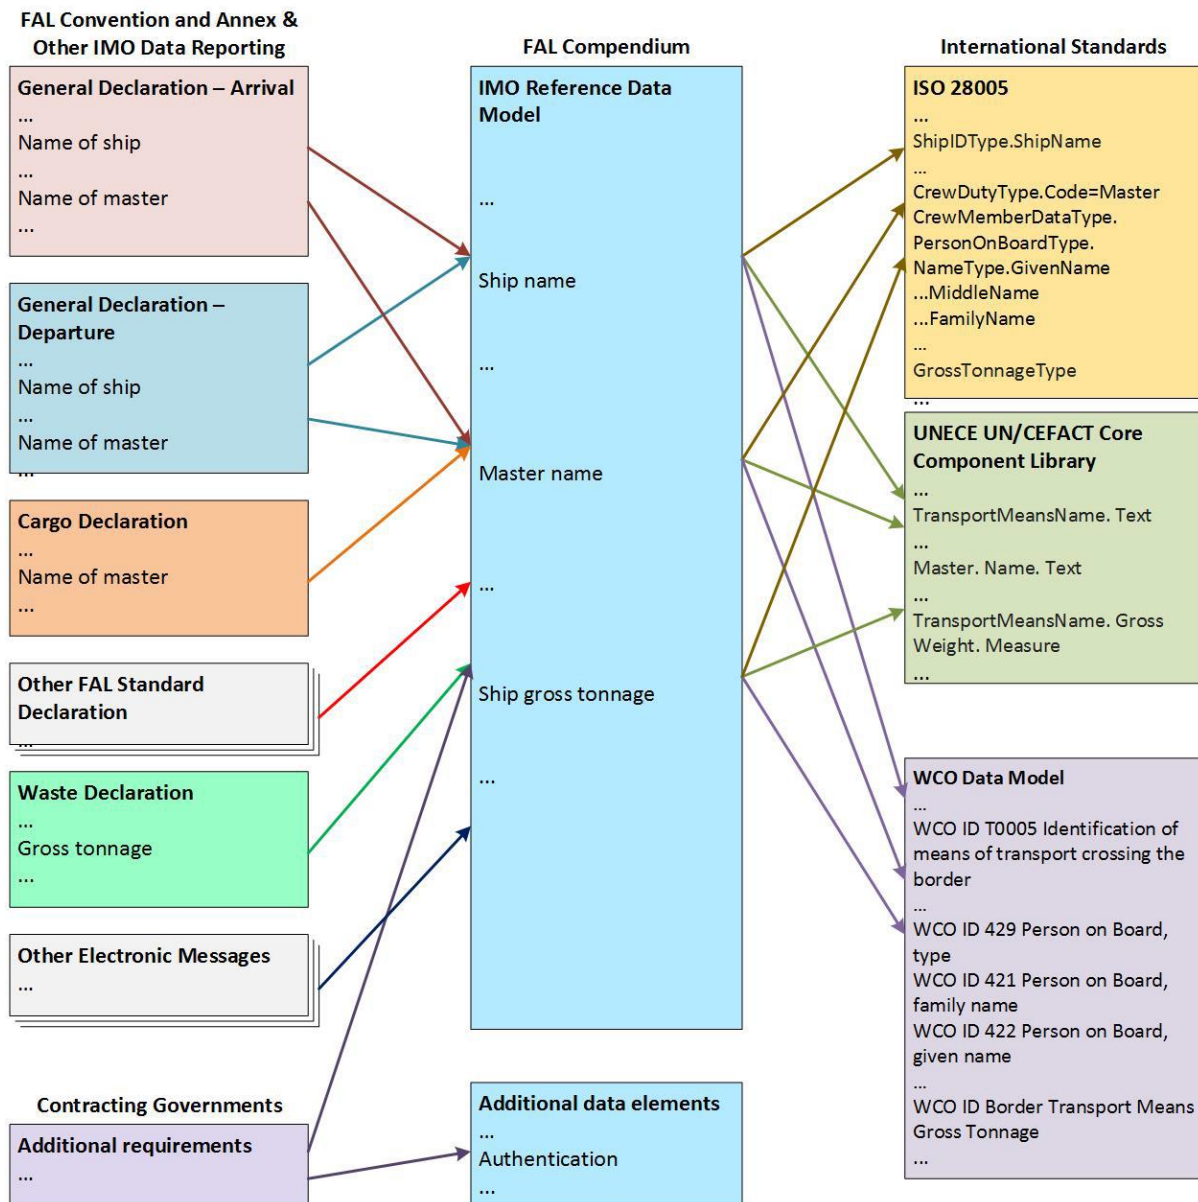 FAL Convention and Annex &
Other IMO Data Reporting
General Declaration – Arrival
...
Name of ship
...
Name of master
...
General Declaration –
Departure
...
Name of ship
...
Name of master
...
Cargo Declaration
...
Name of master
...
Other FAL Standard
Declaration
...
Waste Declaration
...
Gross tonnage
...
Other Electronic Messages
...
Contracting Governments
Additional requirements
...
FAL Compendium
IMO Reference Data
Model
...
Ship name
...
Master name
...
Ship gross tonnage
...
Additional data elements
...
Authentication
...
International Standards
ISO 28005
...
ShipIDType.ShipName
...
CrewDutyType.Code=Master
CrewMemberDataType.
PersonOnBoardType.
NameType.GivenName
...MiddleName
...FamilyName
...
GrossTonnageType
...
UNECE UN/CEFACT Core
Component Library
...
TransportMeansName. Text
...
Master. Name. Text
...
TransportMeansName. Gross
Weight. Measure
...
WCO Data Model
...
WCO ID T0005 Identification of
means of transport crossing the
border
...
WCO ID 429 Person on Board,
type
WCO ID 421 Person on Board,
family name
WCO ID 422 Person on Board,
given name
...
WCO ID Border Transport Means
Gross Tonnage
...